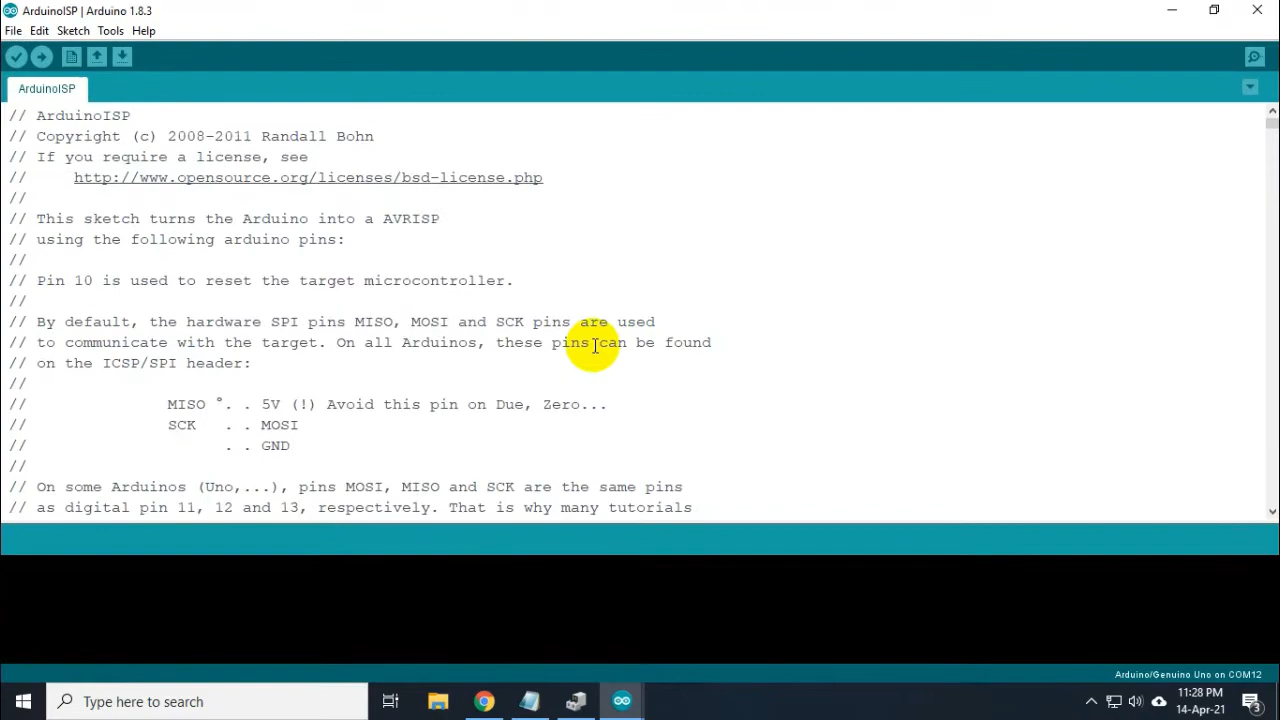 ArduinoISP | Arduino 1.8.3
File Edit Sketch Tools Help
ArduinoISP
// ArduinoISP
// Copyright (c) 2008-2011 Randall Bohn
// If you require a license, see
// http://www.opensource.org/licenses/bsd-license.php
//
// This sketch turns the Arduino into a AVRISP
// using the following arduino pins:
//
// Pin 10 is used to reset the target microcontroller.
//
// By default, the hardware SPI pins MISO, MOSI and SCK pins are used
// to communicate with the target. On all Arduinos, these pins can be found
// on the ICSP/SPI header:
//
// MISO °. . 5V (!) Avoid this pin on Due, Zero...
// SCK . . MOSI
// . . GND
//
// On some Arduinos (Uno,...), pins MOSI, MISO and SCK are the same pins
// as digital pin 11, 12 and 13, respectively. That is why many tutorials
Arduino/Genuino Uno on COM12
Type here to search
11:28 PM
14-Apr-21
3